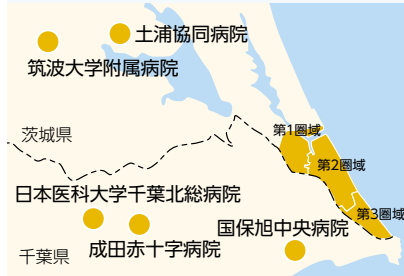 土浦協同病院
筑波大学附属病院
茨城県
第1圏域
第2圏域
第3圏域
日本医科大学千葉北総病院
国保旭中央病院
成田赤十字病院
千葉県